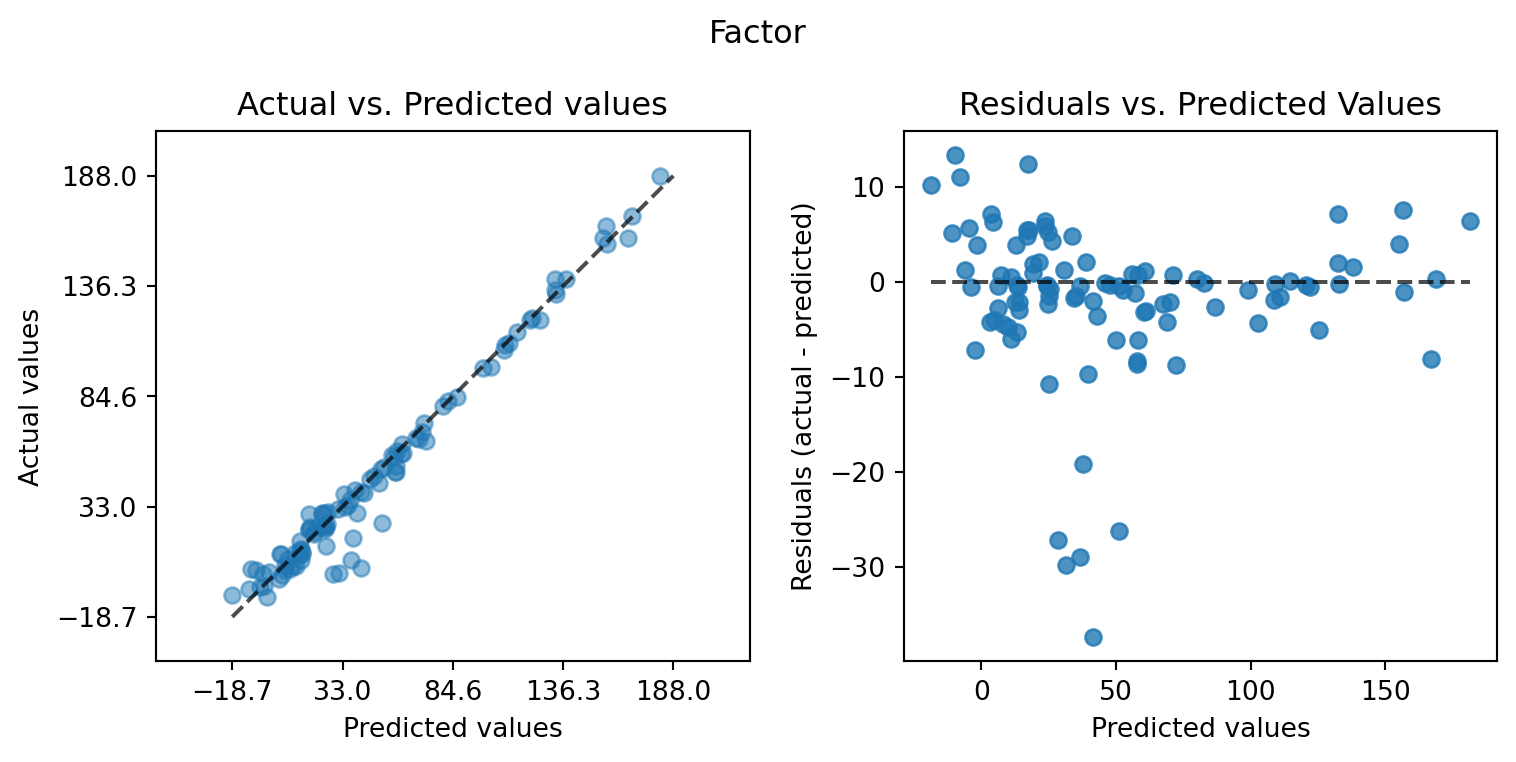 Factor
Actual vs. Predicted values
Actual values
188.0
136.3
84.6
33.0
−18.7
−18.7 33.0 84.6 136.3 188.0
Predicted values
Residuals vs. Predicted Values
Residuals (actual - predicted)
10
0
−10
−20
−30
0 50 100 150
Predicted values